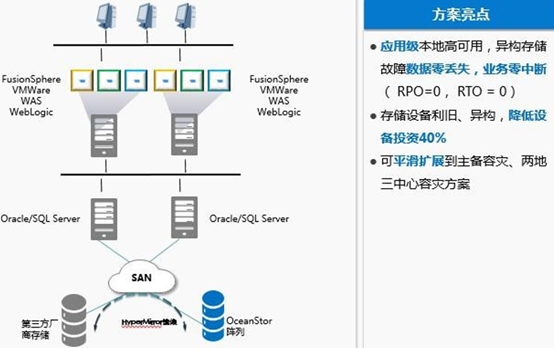 FusionSphere
VMWare
WAS
WebLogic
FusionSphere
VMWare
WAS
WebLogic
Oracle/SQL Server
Oracle/SQL Server
SAN
第三方厂
商存储
HyperMirror镜像
OceanStor
阵列
方案亮点
应用级本地高可用，异构存储
故障数据零丢失，业务零中断
（ RPO=0 ， RTO = 0 ）
存储设备利旧、异构，降低设
备投资40%
可平滑扩展到主备容灾、两地
三中心容灾方案